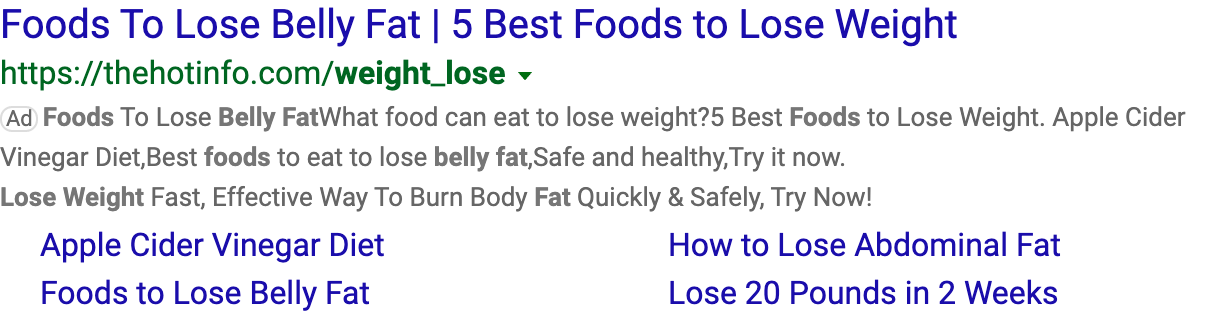 Foods To Lose Belly Fat | 5 Best Foods to Lose Weight
https://thehotinfo.com/weight_lose
Ad Foods To Lose Belly FatWhat food can eat to lose weight?5 Best Foods to Lose Weight. Apple Cider
Vinegar Diet,Best foods to eat to lose belly fat,Safe and healthy,Try it now.
Lose Weight Fast, Effective Way To Burn Body Fat Quickly & Safely, Try Now!
Apple Cider Vinegar Diet How to Lose Abdominal Fat
Foods to Lose Belly Fat Lose 20 Pounds in 2 Weeks